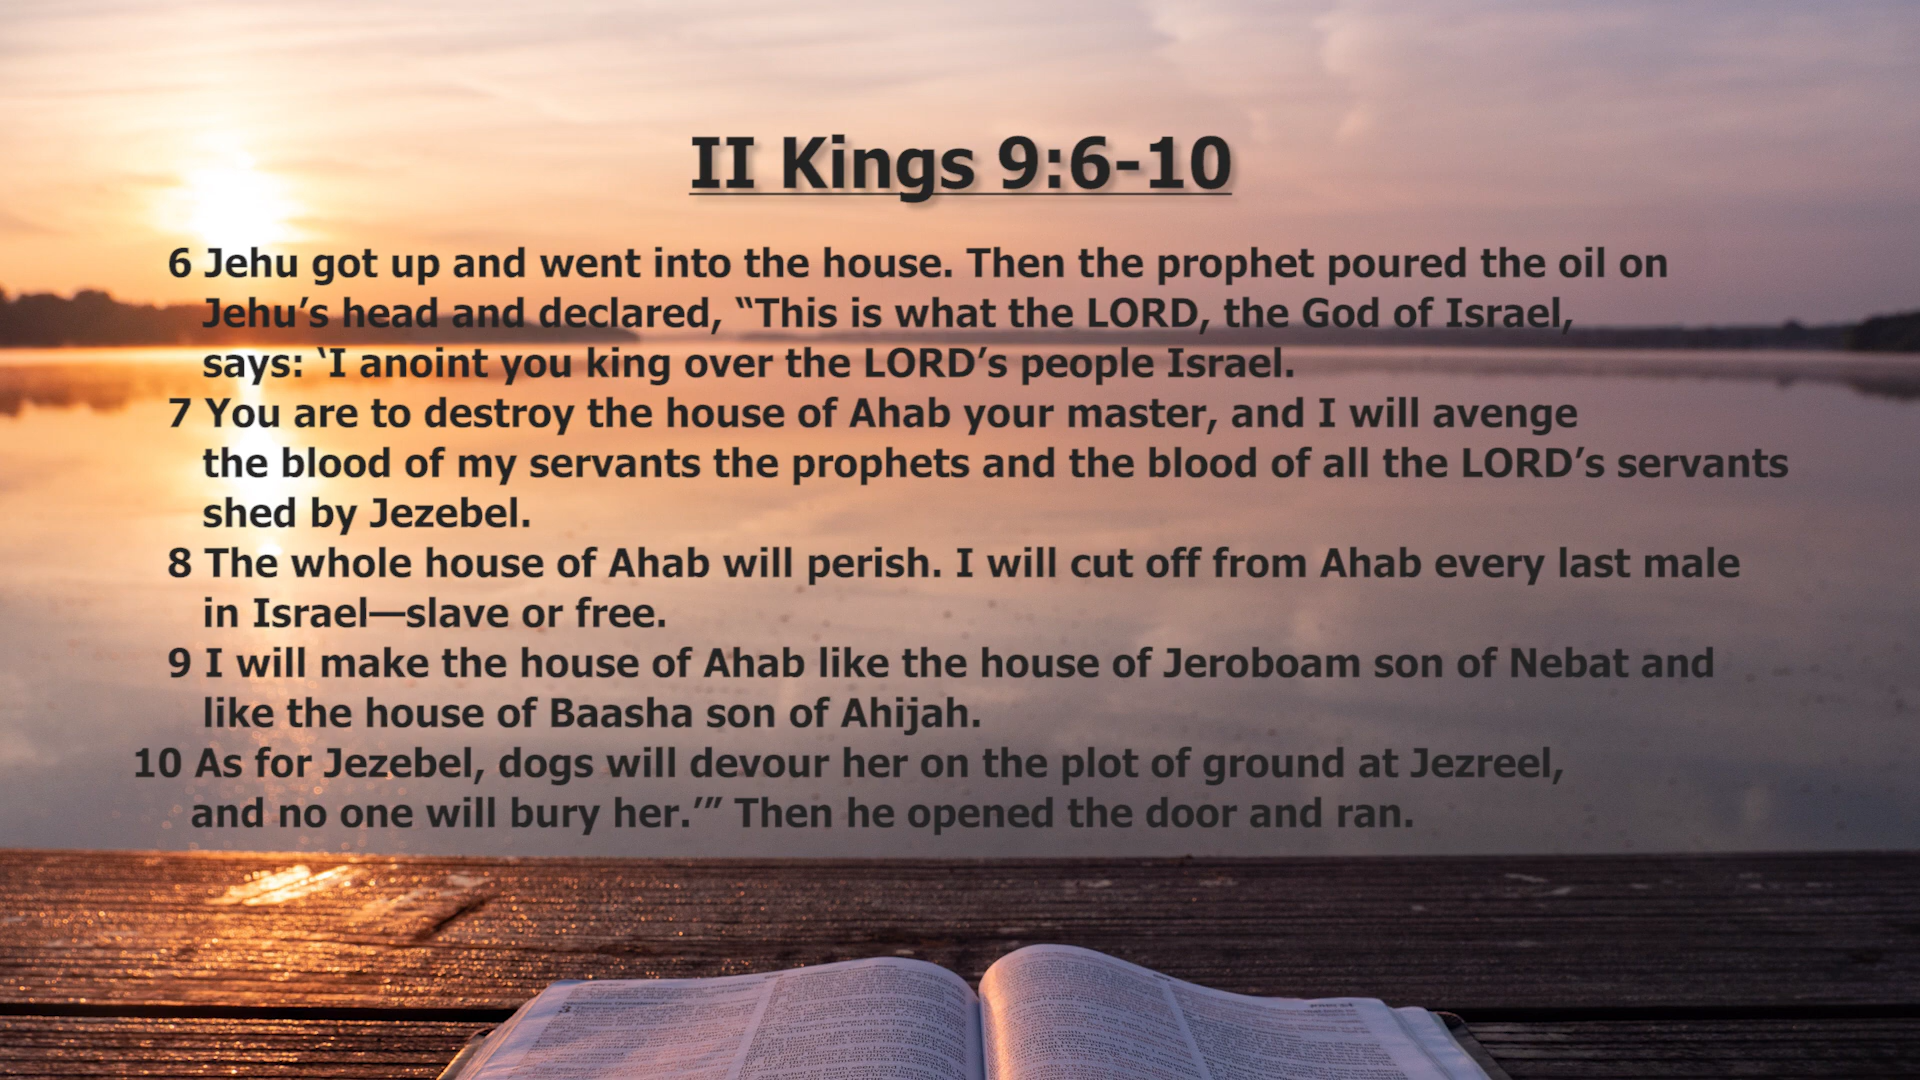 II Kings 9:6-10
6 Jehu got up and went into the house. Then the prophet poured the oil on
Jehu’s head and declared, “This is what the LORD, the God of Israel,
says: ‘I anoint you king over the LORD’s people Israel.
7 You are to destroy the house of Ahab your master, and I will avenge
the blood of my servants the prophets and the blood of all the LORD’s servants
shed by Jezebel.
8 The whole house of Ahab will perish. I will cut off from Ahab every last male
in Israel—slave or free.
9 I will make the house of Ahab like the house of Jeroboam son of Nebat and
like the house of Baasha son of Ahijah.
10 As for Jezebel, dogs will devour her on the plot of ground at Jezreel,
and no one will bury her.’” Then he opened the door and ran.